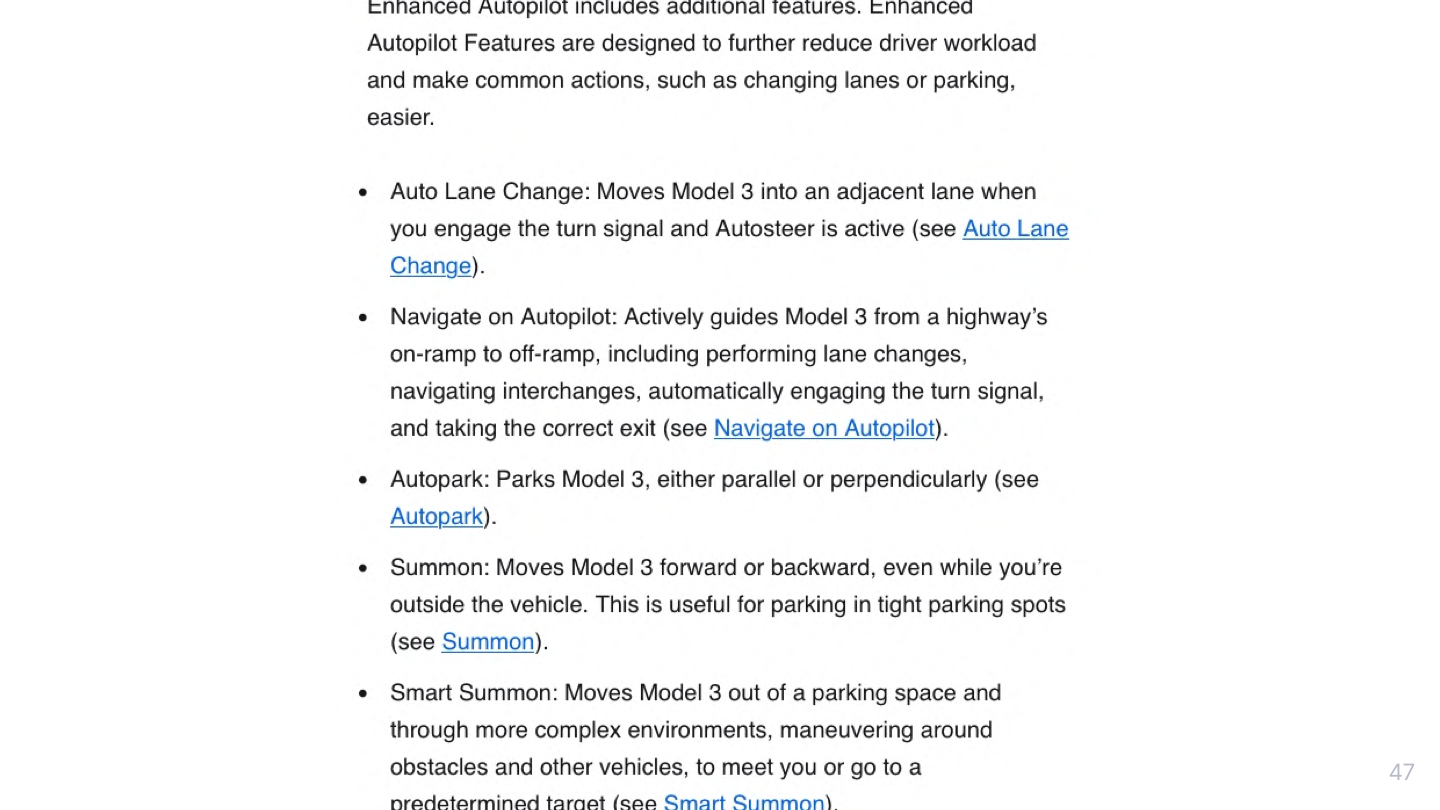 Enhanced Autopilot includes additional features. Enhanced
Autopilot Features are designed to further reduce driver workload
and make common actions, such as changing lanes or parking,
easier.
• Auto Lane Change: Moves Model 3 into an adjacent lane when
you engage the turn signal and Autosteer is active (see Auto Lane
Change).
• Navigate on Autopilot: Actively guides Model 3 from a highway’s
on-ramp to off-ramp, including performing lane changes,
navigating interchanges, automatically engaging the turn signal,
and taking the correct exit (see Navigate on Autopilot).
• Autopark: Parks Model 3, either parallel or perpendicularly (see
Autopark).
• Summon: Moves Model 3 forward or backward, even while you’re
outside the vehicle. This is useful for parking in tight parking spots
(see Summon).
• Smart Summon: Moves Model 3 out of a parking space and
through more complex environments, maneuvering around
obstacles and other vehicles, to meet you or go to a
predetermined target (see Smart Summon).
47